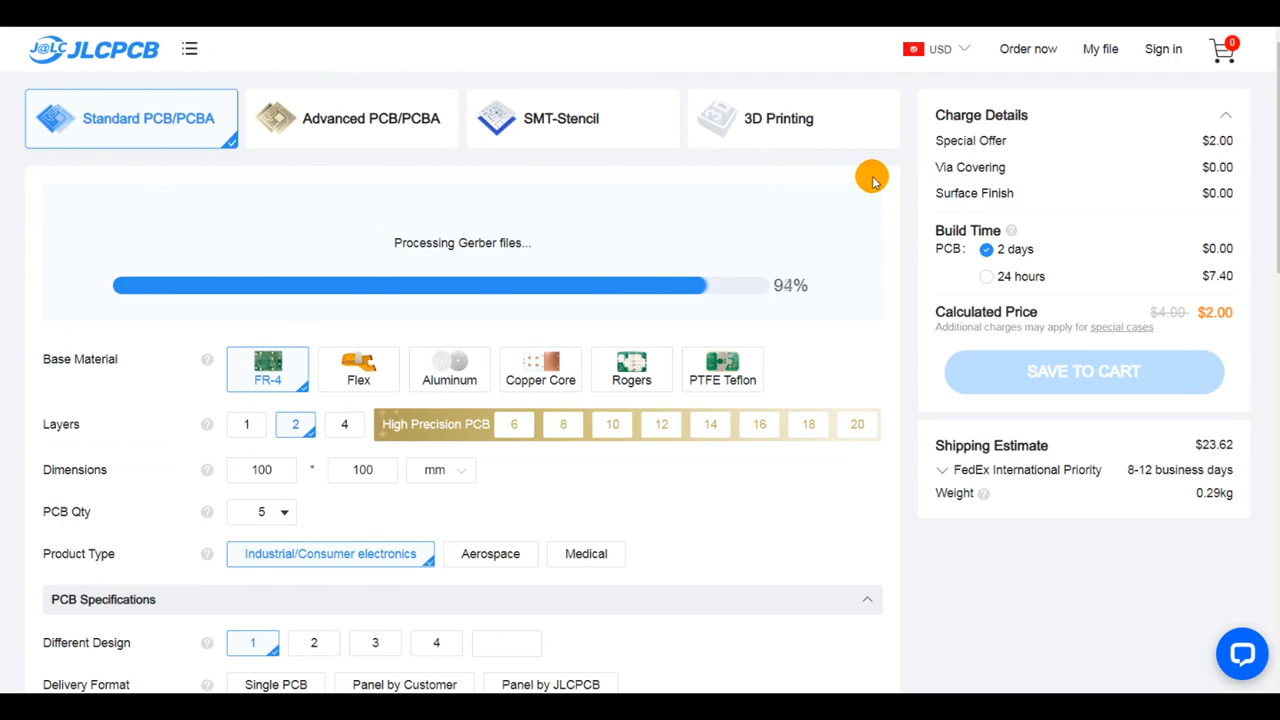 J@LC JLCPCB
USD
Order now
My file
Sign in
0
Standard PCB/PCBA
Advanced PCB/PCBA
SMT-Stencil
3D Printing
Processing Gerber files...
94%
Base Material ?
FR-4
Flex
Aluminum
Copper Core
Rogers
PTFE Teflon
Layers ? 1 2 4 High Precision PCB 6 8 10 12 14 16 18 20
Dimensions ? 100 * 100 mm
PCB Qty ? 5
Product Type ? Industrial/Consumer electronics Aerospace Medical
PCB Specifications
Different Design ? 1 2 3 4
Delivery Format ? Single PCB Panel by Customer Panel by JLCPCB
Charge Details
Special Offer $2.00
Via Covering $0.00
Surface Finish $0.00
Build Time ?
PCB: 2 days $0.00
24 hours $7.40
Calculated Price $4.00 $2.00
Additional charges may apply for special cases
SAVE TO CART
Shipping Estimate $23.62
FedEx International Priority 8-12 business days
Weight ? 0.29kg